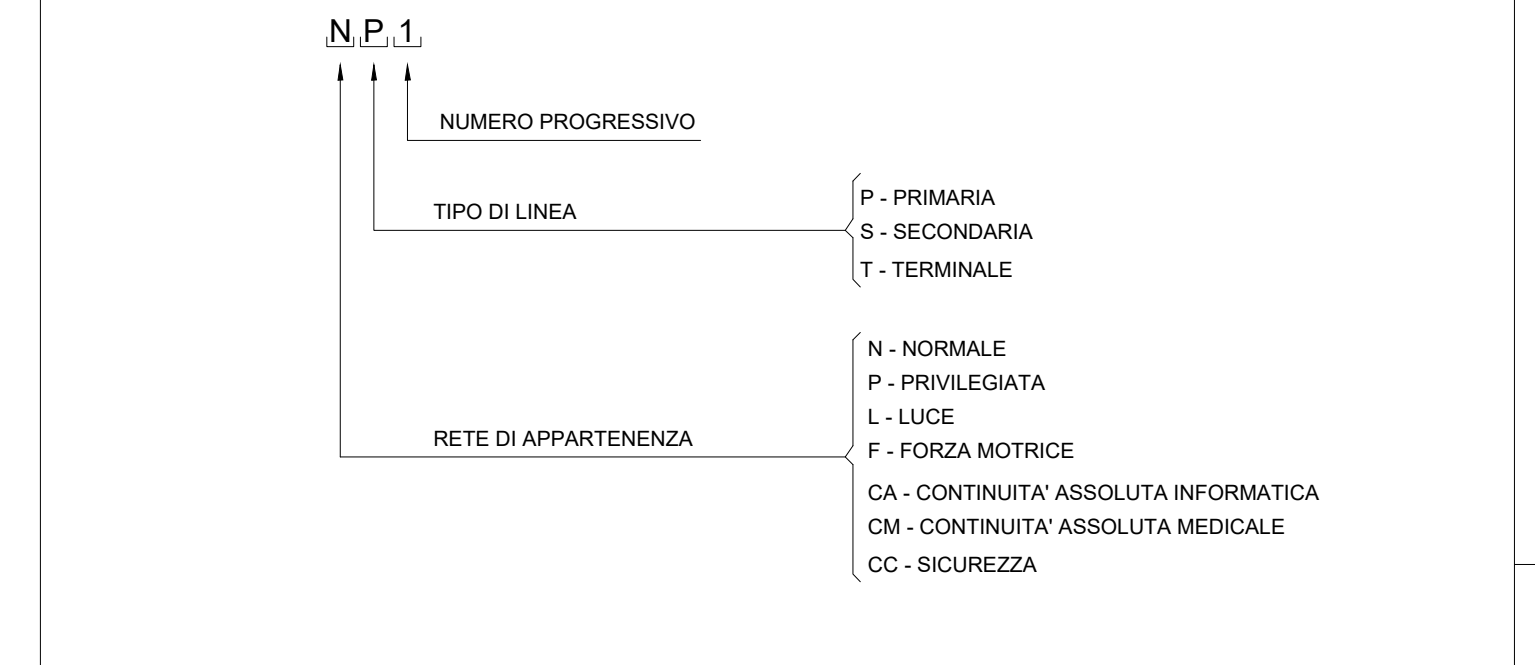 NP1
NUMERO PROGRESSIVO
TIPO DI LINEA
P - PRIMARIA
S - SECONDARIA
T - TERMINALE
RETE DI APPARTENENZA
N - NORMALE
P - PRIVILEGIATA
L - LUCE
F - FORZA MOTRICE
CA - CONTINUITA' ASSOLUTA INFORMATICA
CM - CONTINUITA' ASSOLUTA MEDICALE
CC - SICUREZZA